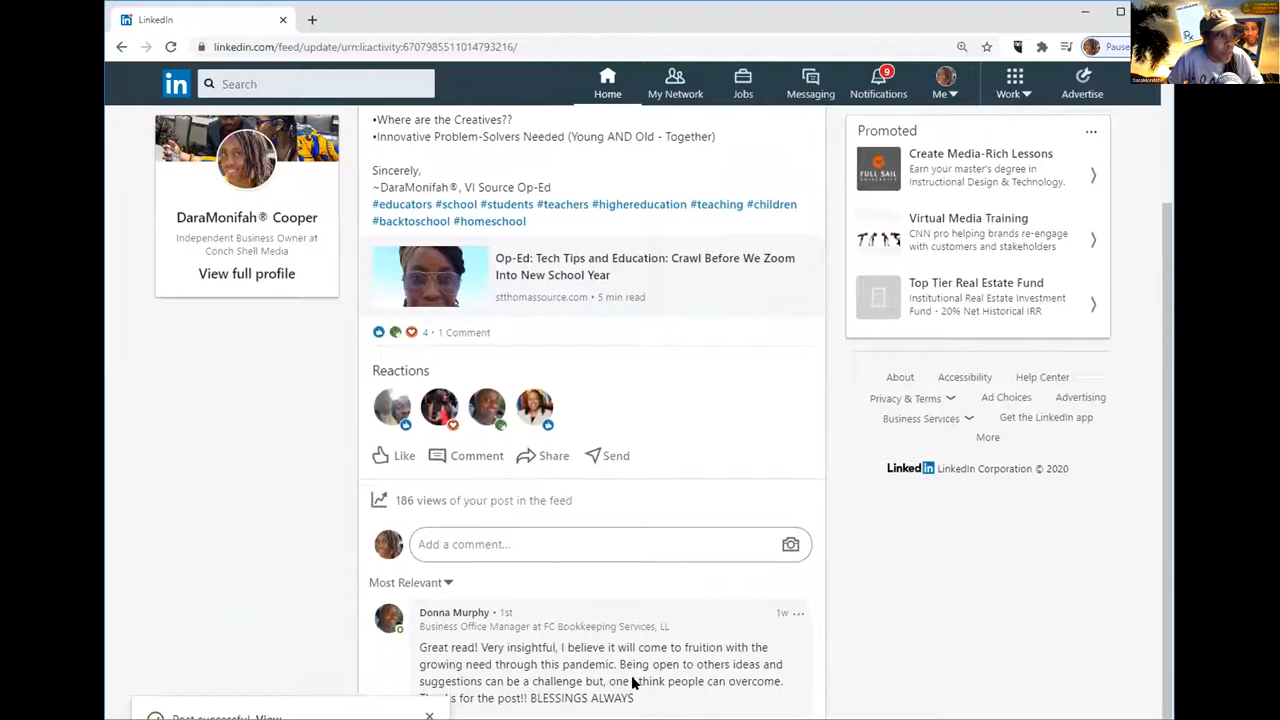 LinkedIn
linkedin.com/feed/update/urn:li:activity:6707985511014793216/
Search
Home
My Network
Jobs
Messaging
9
Notifications
Me
Work
Advertise
DaraMonifah® Cooper
Independent Business Owner at
Conch Shell Media
View full profile
•Where are the Creatives??
•Innovative Problem-Solvers Needed (Young AND Old - Together)
Sincerely,
~DaraMonifah®, VI Source Op-Ed
#educators #school #students #teachers #highereducation #teaching #children
#backtoschool #homeschool
Op-Ed: Tech Tips and Education: Crawl Before We Zoom
Into New School Year
stthomassource.com • 5 min read
4 • 1 Comment
Reactions
Like
Comment
Share
Send
186 views of your post in the feed
Add a comment...
Most Relevant
Donna Murphy • 1st
1w
Business Office Manager at FC Bookkeeping Services, LL
Great read! Very insightful, I believe it will come to fruition with the
growing need through this pandemic. Being open to others ideas and
suggestions can be a challenge but, one think people can overcome.
for the post!! BLESSINGS ALWAYS
Post successful. View
Promoted
FULL SAIL
Create Media-Rich Lessons
Earn your master's degree in
Instructional Design & Technology.
Virtual Media Training
CNN pro helping brands re-engage
with customers and stakeholders
Top Tier Real Estate Fund
Institutional Real Estate Investment
Fund - 20% Net Historical IRR
About
Accessibility
Help Center
Privacy & Terms
Ad Choices
Advertising
Business Services
Get the LinkedIn app
More
LinkedIn LinkedIn Corporation © 2020